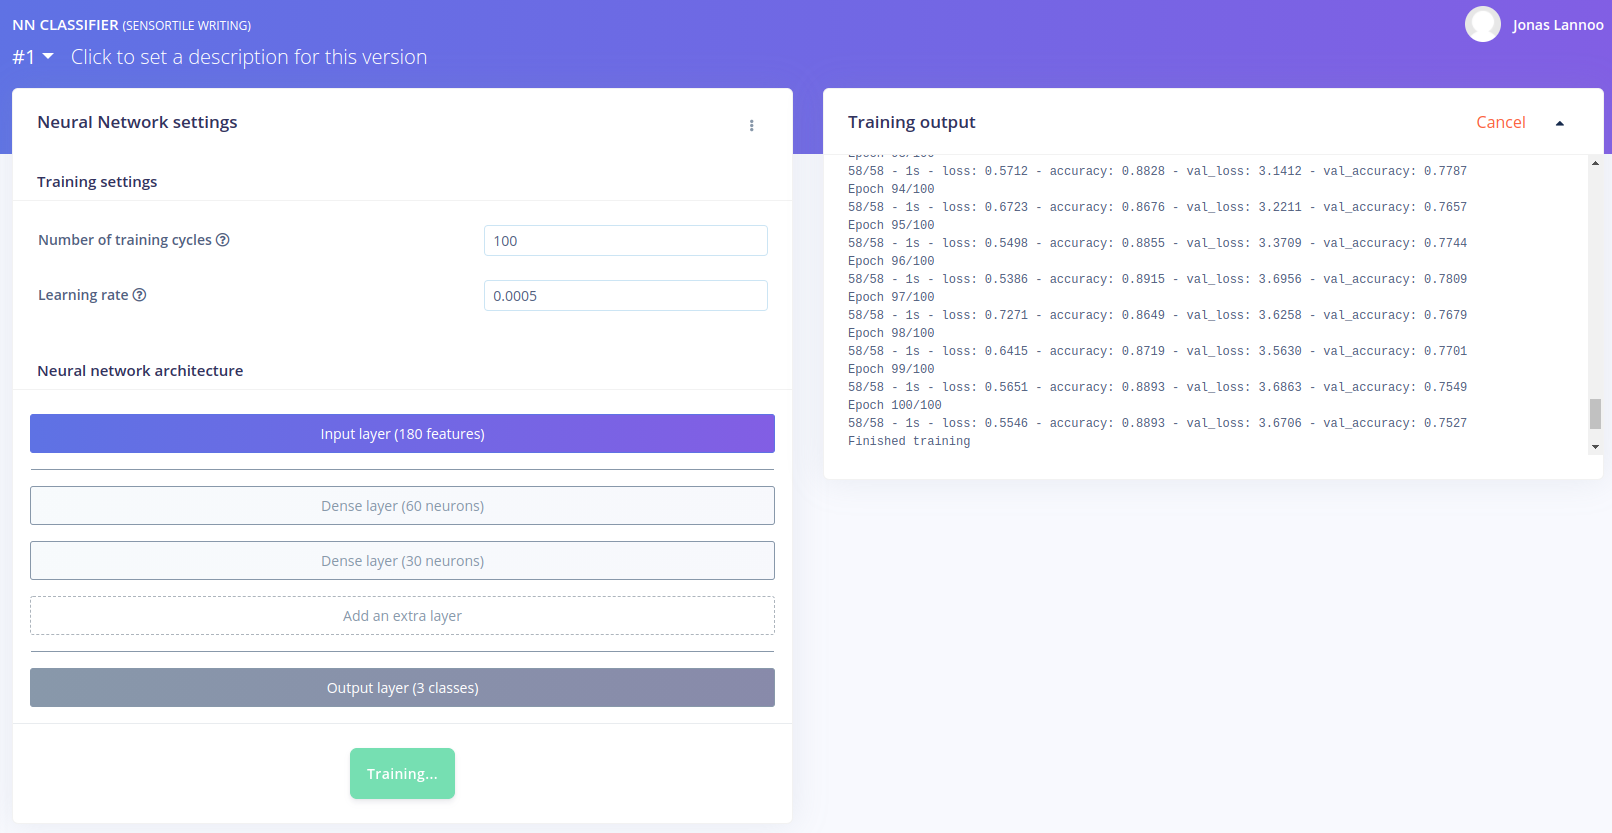 NN CLASSIFIER (SENSORTILE WRITING)
Jonas Lannoo
#1 Click to set a description for this version
Neural Network settings
Training settings
Number of training cycles
100
Learning rate
0.0005
Neural network architecture
Input layer (180 features)
Dense layer (60 neurons)
Dense layer (30 neurons)
Add an extra layer
Output layer (3 classes)
Training...
Training output
Cancel
58/58 - 1s - loss: 0.5712 - accuracy: 0.8828 - val_loss: 3.1412 - val_accuracy: 0.7787
Epoch 94/100
58/58 - 1s - loss: 0.6723 - accuracy: 0.8676 - val_loss: 3.2211 - val_accuracy: 0.7657
Epoch 95/100
58/58 - 1s - loss: 0.5498 - accuracy: 0.8855 - val_loss: 3.3709 - val_accuracy: 0.7744
Epoch 96/100
58/58 - 1s - loss: 0.5386 - accuracy: 0.8915 - val_loss: 3.6956 - val_accuracy: 0.7809
Epoch 97/100
58/58 - 1s - loss: 0.7271 - accuracy: 0.8649 - val_loss: 3.6258 - val_accuracy: 0.7679
Epoch 98/100
58/58 - 1s - loss: 0.6415 - accuracy: 0.8719 - val_loss: 3.5630 - val_accuracy: 0.7701
Epoch 99/100
58/58 - 1s - loss: 0.5651 - accuracy: 0.8893 - val_loss: 3.6863 - val_accuracy: 0.7549
Epoch 100/100
58/58 - 1s - loss: 0.5546 - accuracy: 0.8893 - val_loss: 3.6706 - val_accuracy: 0.7527
Finished training